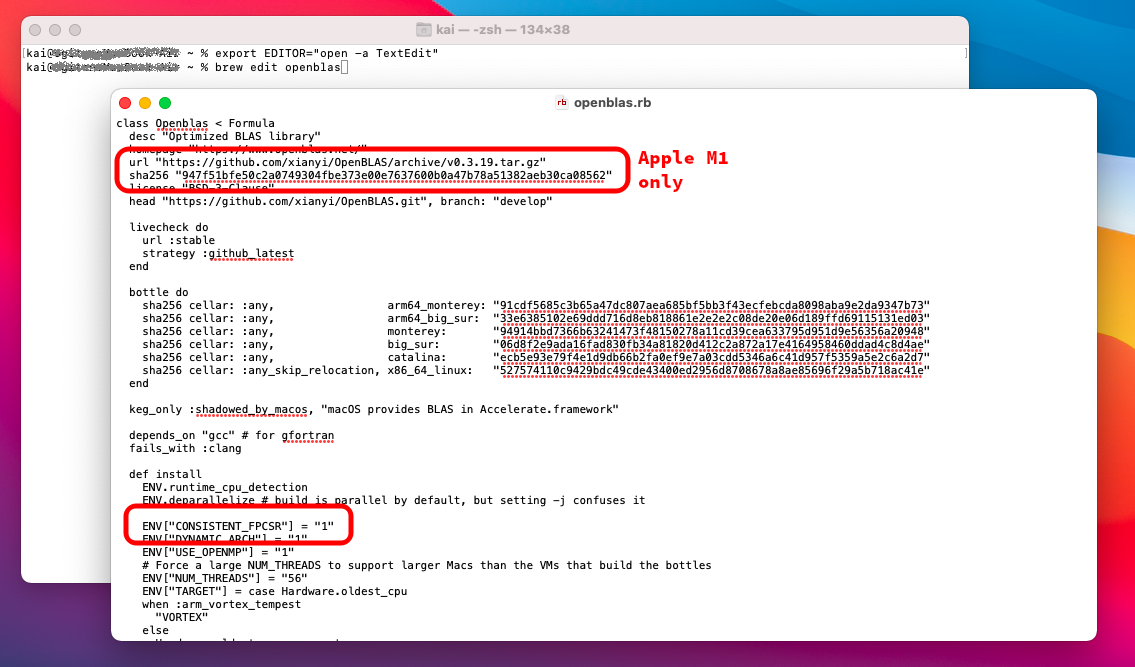 kai — -zsh — 134×38
kai@ ~ % export EDITOR="open -a TextEdit"
kai@ ~ % brew edit openblas
openblas.rb
class Openblas < Formula
desc "Optimized BLAS library"
homepage "https://www.openblas.net/"
url "https://github.com/xianyi/OpenBLAS/archive/v0.3.19.tar.gz"
sha256 "947f51bfe50c2a0749304fbe373e00e7637600b0a47b78a51382aeb30ca08562"
license "BSD-3-Clause"
head "https://github.com/xianyi/OpenBLAS.git", branch: "develop"
Apple M1
only
livecheck do
url :stable
strategy :github_latest
end
bottle do
sha256 cellar: :any, arm64_monterey: "91cdf5685c3b65a47dc807aea685bf5bb3f43ecfebcda8098aba9e2da9347b73"
sha256 cellar: :any, arm64_big_sur: "33e6385102e69ddd716d8eb818861e2e2e2c08de20e06d189ffd69115131ed03"
sha256 cellar: :any, monterey: "94914bbd7366b63241473f48150278a11cd39cea633795d951d9e56356a20948"
sha256 cellar: :any, big_sur: "06d8f2e9ada16fad830fb34a81820d412c2a872a17e4164958460ddad4c8d4ae"
sha256 cellar: :any, catalina: "ecb5e93e79f4e1d9db66b2fa0ef9e7a03cdd5346a6c41d957f5359a5e2c6a2d7"
sha256 cellar: :any_skip_relocation, x86_64_linux: "527574110c9429bdc49cde43400ed2956d8708678a8ae85696f29a5b718ac41e"
end
keg_only :shadowed_by_macos, "macOS provides BLAS in Accelerate.framework"
depends_on "gcc" # for gfortran
fails_with :clang
def install
ENV.runtime_cpu_detection
ENV.deparallelize # build is parallel by default, but setting -j confuses it
ENV["CONSISTENT_FPCSR"] = "1"
ENV["DYNAMIC_ARCH"] = "1"
ENV["USE_OPENMP"] = "1"
# Force a large NUM_THREADS to support larger Macs than the VMs that build the bottles
ENV["NUM_THREADS"] = "56"
ENV["TARGET"] = case Hardware.oldest_cpu
when :arm_vortex_tempest
"VORTEX"
else